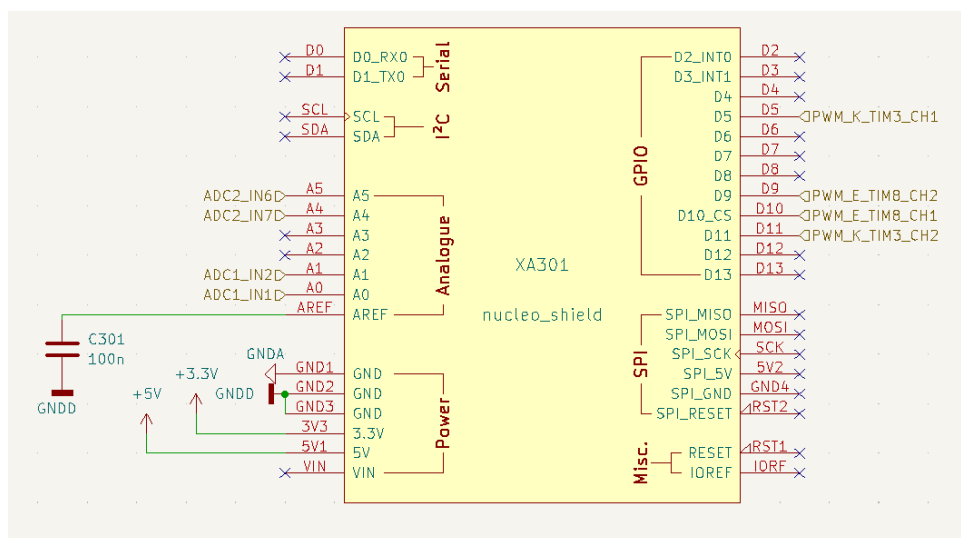 D0 D0_RX0
D1 D1_TX0
Serial
SCL SCL
SDA SDA
I²C
ADC2_IN6 A5 A5
ADC2_IN7 A4 A4
A3 A3
A2 A2
ADC1_IN2 A1 A1
ADC1_IN1 A0 A0
AREF AREF
Analogue
C301
100n
GNDD
GNDA
GND1 GND
GNDD GND2 GND
GND3 GND
+3.3V
3V3 3.3V
+5V
5V1 5V
VIN VIN
Power
XA301
nucleo_shield
D2_INT0 D2
D3_INT1 D3
D4 D4
D5 D5 PWM_K_TIM3_CH1
D6 D6
D7 D7
D8 D8
D9 D9 PWM_E_TIM8_CH2
D10_CS D10 PWM_E_TIM8_CH1
D11 D11 PWM_K_TIM3_CH2
D12 D12
D13 D13
GPIO
SPI_MISO MISO
SPI_MOSI MOSI
SPI_SCK SCK
SPI_5V 5V2
SPI_GND GND4
SPI_RESET RST2
SPI
RESET RST1
IOREF IORF
Misc.